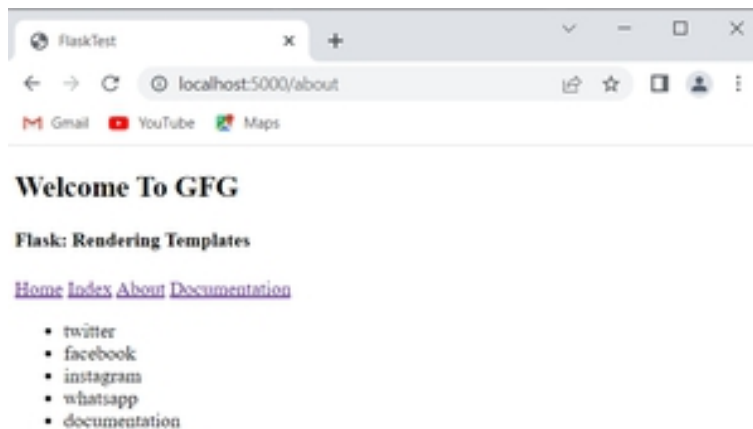 FlaskTest
localhost:5000/about
Gmail YouTube Maps
Welcome To GFG
Flask: Rendering Templates
Home Index About Documentation
twitter
facebook
instagram
whatsapp
documentation